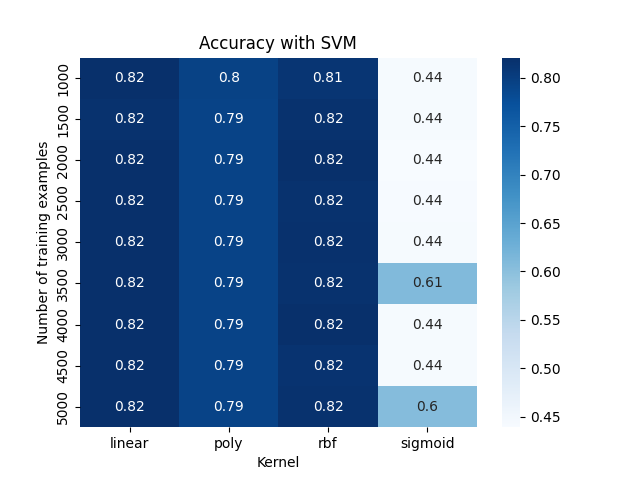 Accuracy with SVM
Number of training examples
1000 0.82 0.8 0.81 0.44
1500 0.82 0.79 0.82 0.44
2000 0.82 0.79 0.82 0.44
2500 0.82 0.79 0.82 0.44
3000 0.82 0.79 0.82 0.44
3500 0.82 0.79 0.82 0.61
4000 0.82 0.79 0.82 0.44
4500 0.82 0.79 0.82 0.44
5000 0.82 0.79 0.82 0.6
linear poly rbf sigmoid
Kernel
0.80
0.75
0.70
0.65
0.60
0.55
0.50
0.45